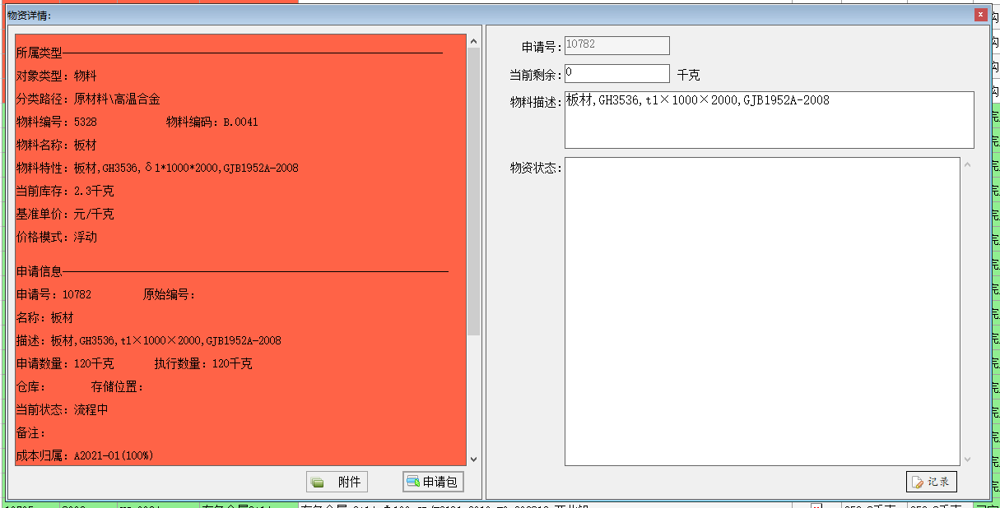 物资详情:
所属类型
对象类型: 物料
分类路径: 原材料\高温合金
物料编号: 5328 物料编码: B.0041
物料名称: 板材
物料特性: 板材,GH3536,δ1*1000*2000,GJB1952A-2008
当前库存: 2.3千克
基准单价: 元/千克
价格模式: 浮动
申请信息
申请号: 10782 原始编号:
名称: 板材
描述: 板材,GH3536,t1×1000×2000,GJB1952A-2008
申请数量: 120千克 执行数量: 120千克
仓库: 存储位置:
当前状态: 流程中
备注:
成本归属: A2021-01(100%)
附件 申请包
申请号: 10782
当前剩余: 0 千克
物料描述: 板材,GH3536,t1×1000×2000,GJB1952A-2008
物资状态:
记录